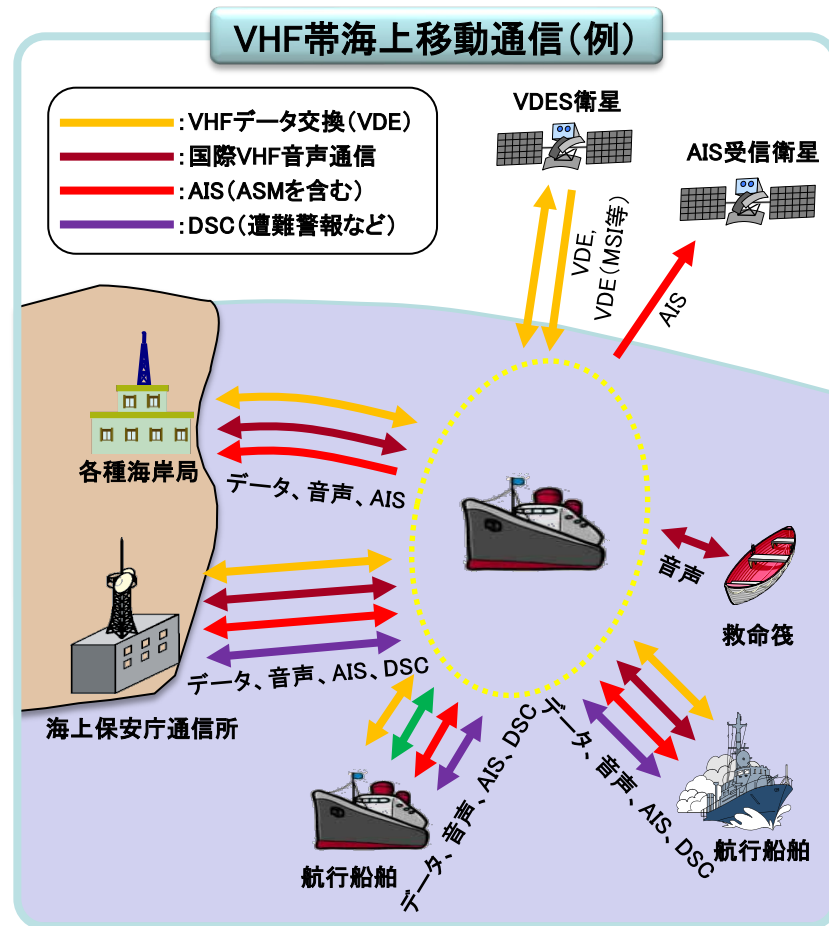 VHF帯海上移動通信(例)
:VHFデータ交換(VDE)
:国際VHF音声通信
:AIS(ASMを含む)
:DSC(遭難警報など)
VDES衛星
AIS受信衛星
VDE,
VDE(MSI等)
AIS
各種海岸局
データ、音声、AIS
音声
救命筏
海上保安庁通信所
データ、音声、AIS、DSC
データ、音声、AIS、DSC
航行船舶
データ、音声、AIS、DSC
航行船舶